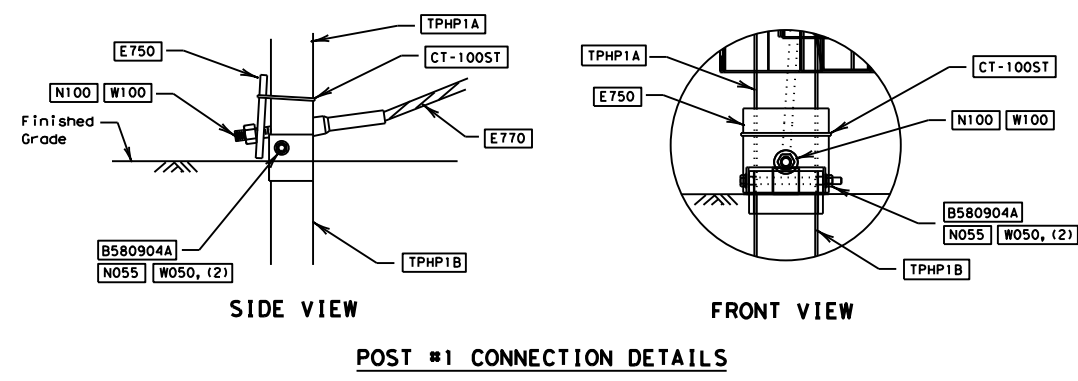 TPHP1A
E750
CT-100ST
N100 W100
Finished
Grade
E770
B580904A
N055 W050, (2)
TPHP1B
SIDE VIEW
TPHP1A
CT-100ST
E750
N100 W100
B580904A
N055 W050, (2)
TPHP1B
FRONT VIEW
POST #1 CONNECTION DETAILS